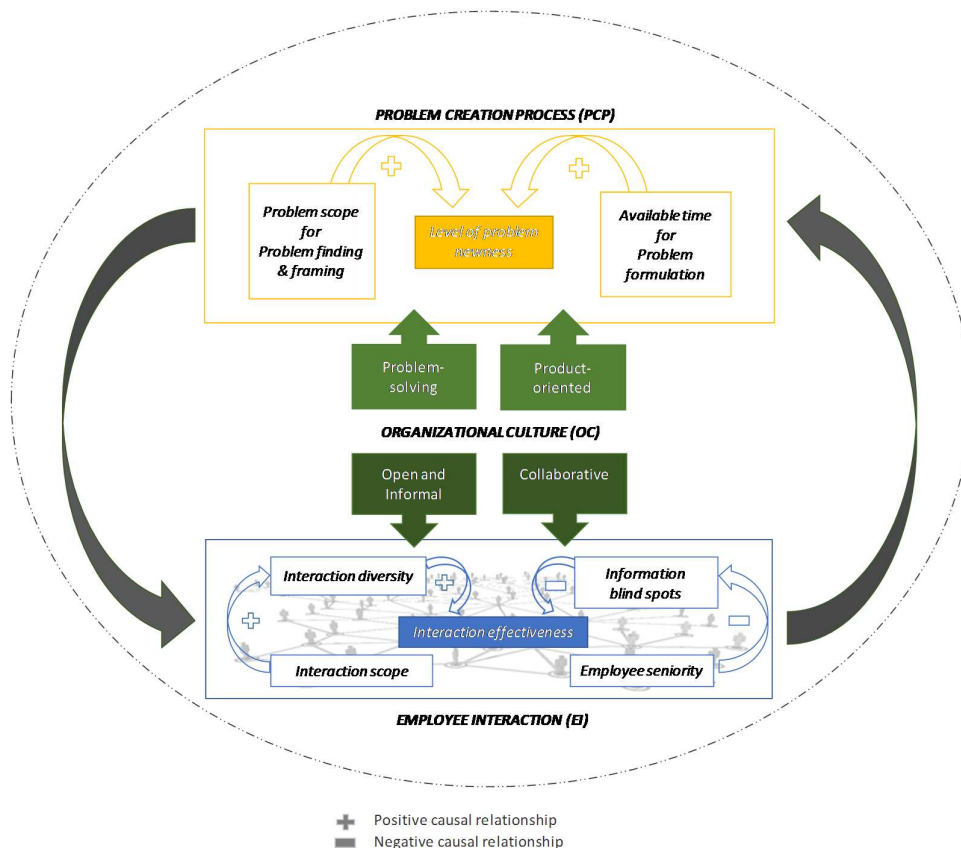 PROBLEM CREATION PROCESS (PCP)
Problem scope
for
Problem finding
& framing
Level of problem
newness
Available time
for
Problem
formulation
Problem-
solving
Product-
oriented
ORGANIZATIONAL CULTURE (OC)
Open and
Informal
Collaborative
Interaction diversity
Information
blind spots
Interaction effectiveness
Interaction scope
Employee seniority
EMPLOYEE INTERACTION (EI)
Positive causal relationship
Negative causal relationship